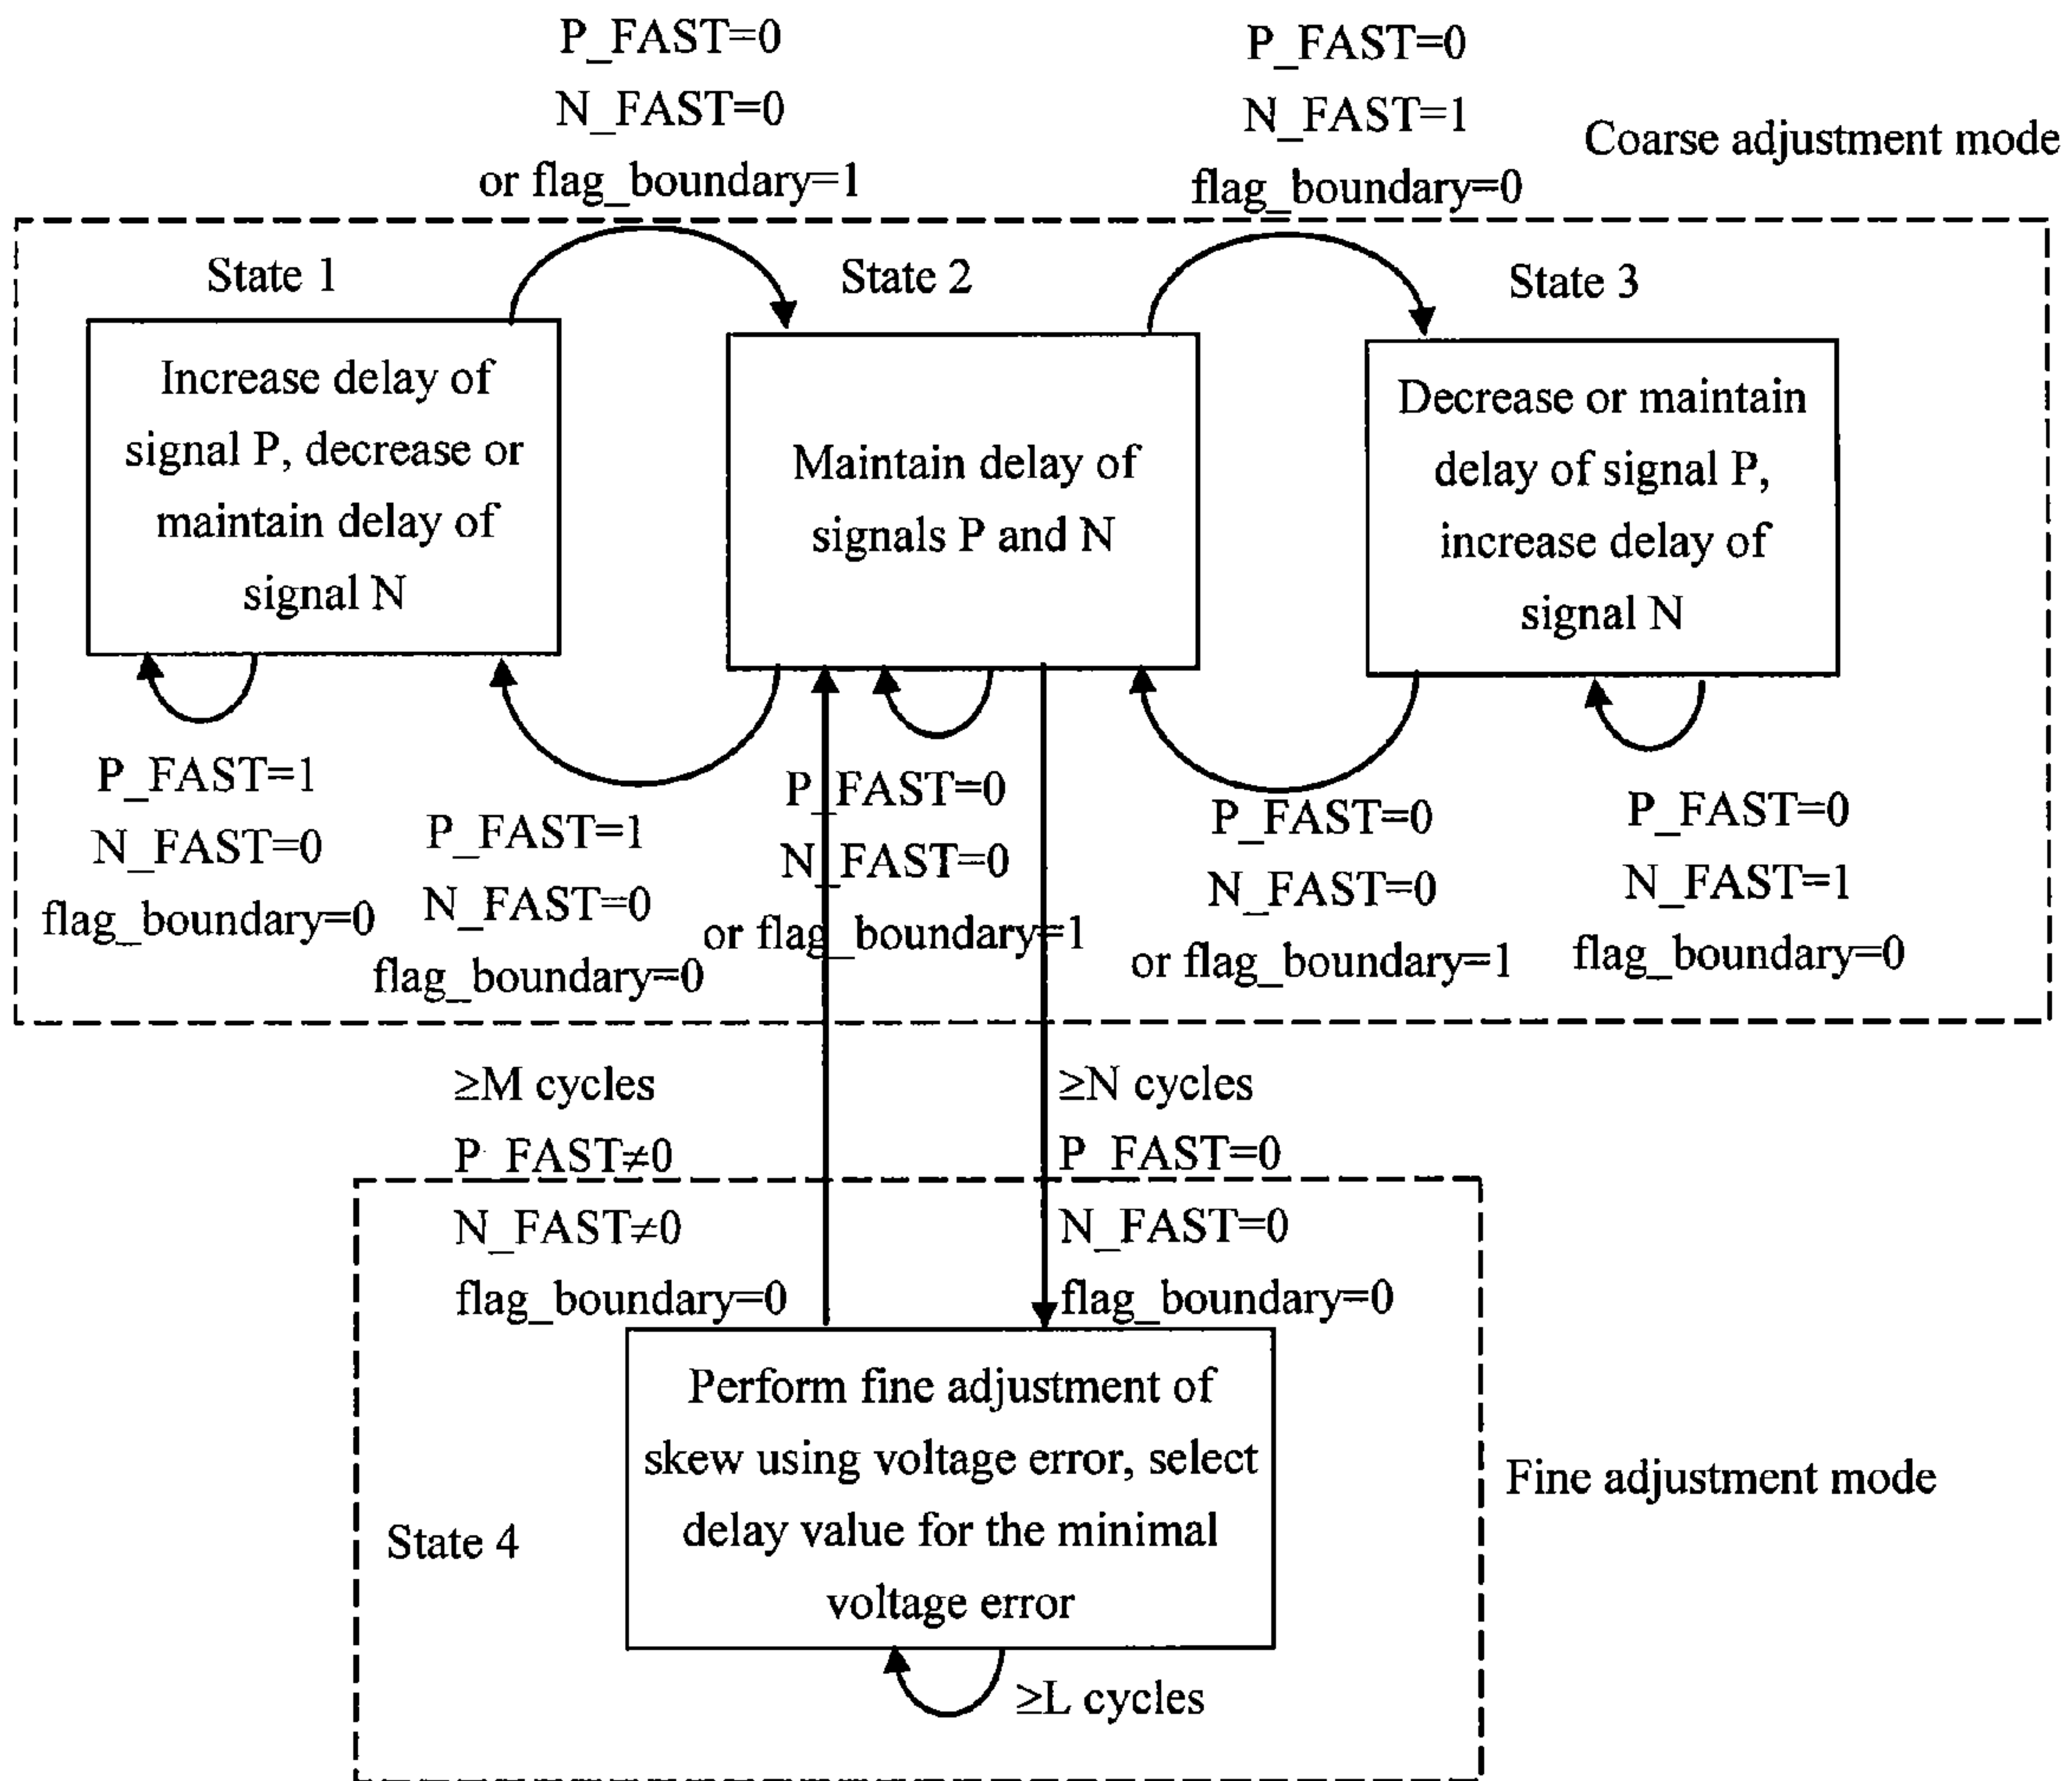 P_FAST=0
N_FAST=0
or flag_boundary=1
P_FAST=0
N_FAST=1
flag_boundary=0
Coarse adjustment mode
State 1
State 2
State 3
Increase delay of
signal P, decrease or
maintain delay of
signal N
Maintain delay of
signals P and N
Decrease or maintain
delay of signal P,
increase delay of
signal N
P_FAST=1
N_FAST=0
flag_boundary=0
P_FAST=1
N_FAST=0
flag_boundary=0
P_FAST=0
N_FAST=0
or flag_boundary=1
P_FAST=0
N_FAST=0
or flag_boundary=1
P_FAST=0
N_FAST=1
flag_boundary=0
≥M cycles
P_FAST≠0
N_FAST≠0
flag_boundary=0
≥N cycles
P_FAST=0
N_FAST=0
flag_boundary=0
Perform fine adjustment of
skew using voltage error, select
delay value for the minimal
voltage error
State 4
Fine adjustment mode
≥L cycles